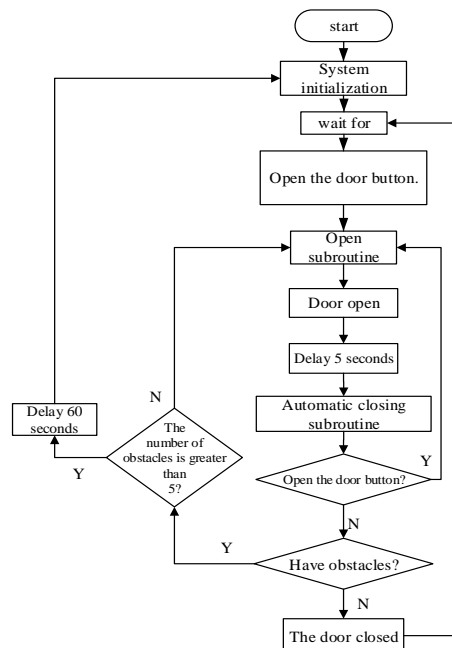 start
System
initialization
wait for
Open the door button.
Open
subroutine
Door open
N
Delay 5 seconds
Delay 60
seconds
The
number of
obstacles is greater
than
5?
Automatic closing
subroutine
Y
Y
Open the door button?
N
Y
Have obstacles?
N
The door closed